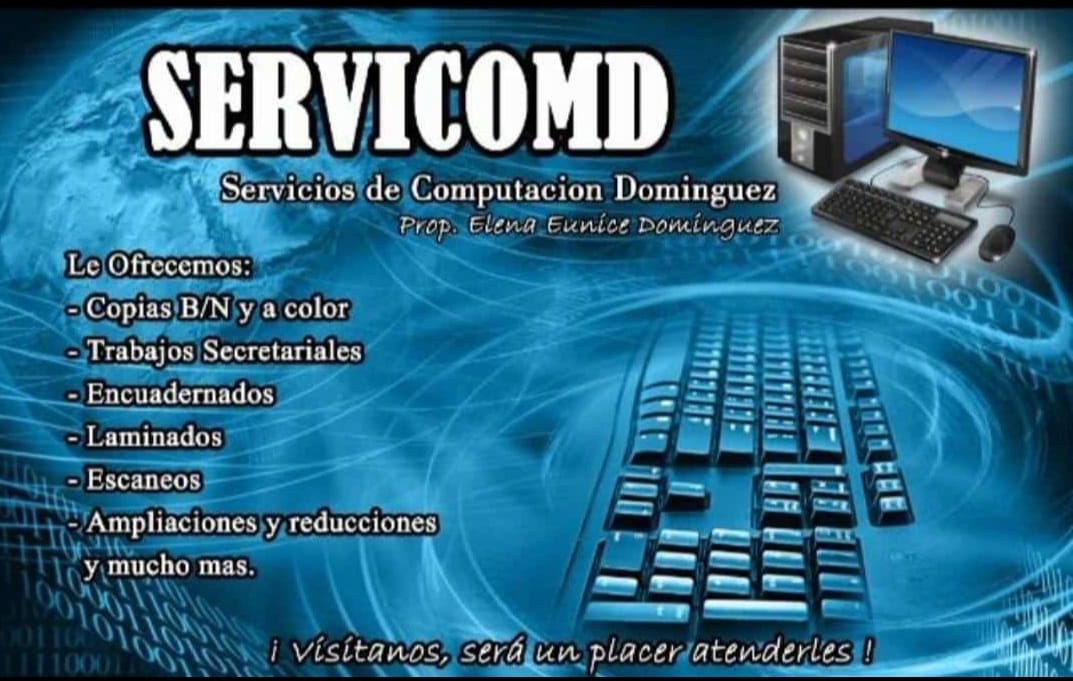 SERVICOMD
Servicios de Computacion Dominguez
Prop. Elena Eunice Domínguez
Le Ofrecemos:
- Copias B/N y a color
- Trabajos Secretariales
- Encuadernados
- Laminados
- Escaneos
- Ampliaciones y reducciones
y mucho mas.
¡ Vísítanos, será un placer atenderles !